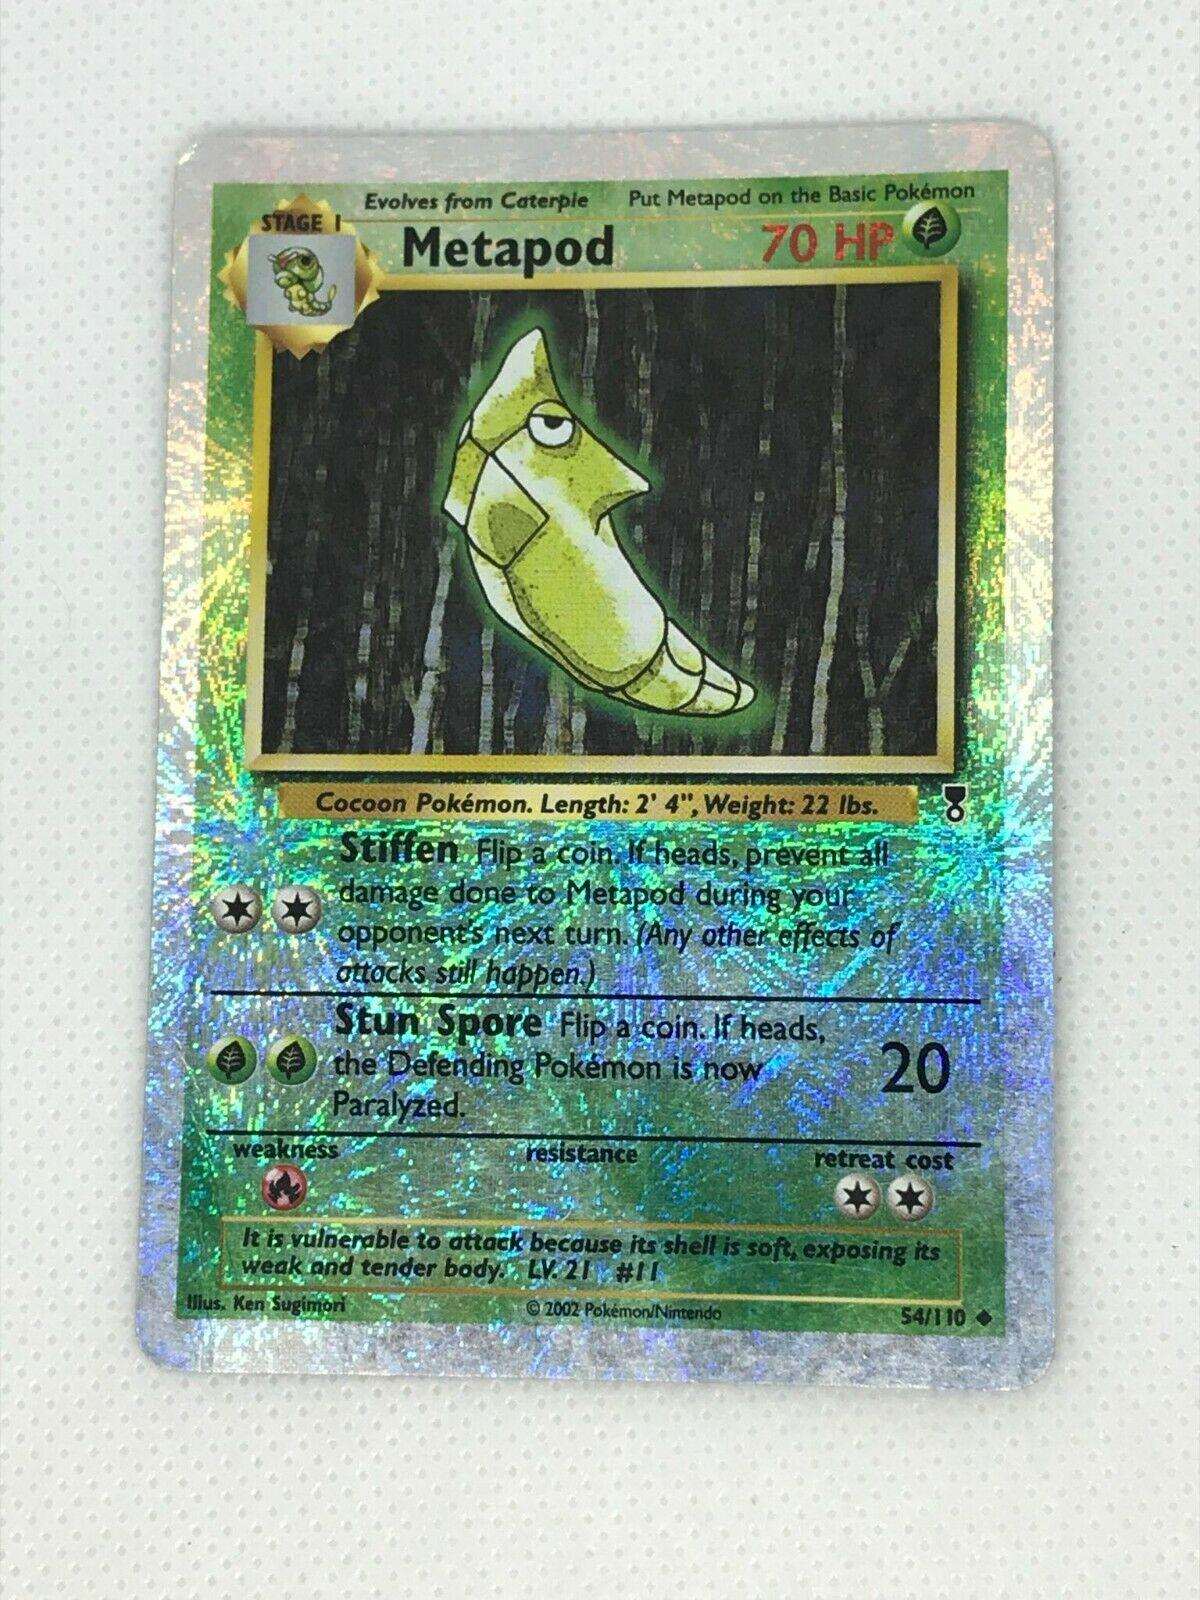 Evolves from Caterpie Put Metapod on the Basic Pokémon
STAGE 1
Metapod 70 HP
Cocoon Pokémon. Length: 2' 4", Weight: 22 lbs.
Stiffen Flip a coin. If heads, prevent all
damage done to Metapod during your
opponent's next turn. (Any other effects of
attacks still happen.)
Stun Spore Flip a coin. If heads,
the Defending Pokémon is now
Paralyzed.
20
weakness resistance retreat cost
It is vulnerable to attack because its shell is soft, exposing its
weak and tender body. LV. 21 #11
Illus. Ken Sugimori © 2002 Pokémon/Nintendo 54/110